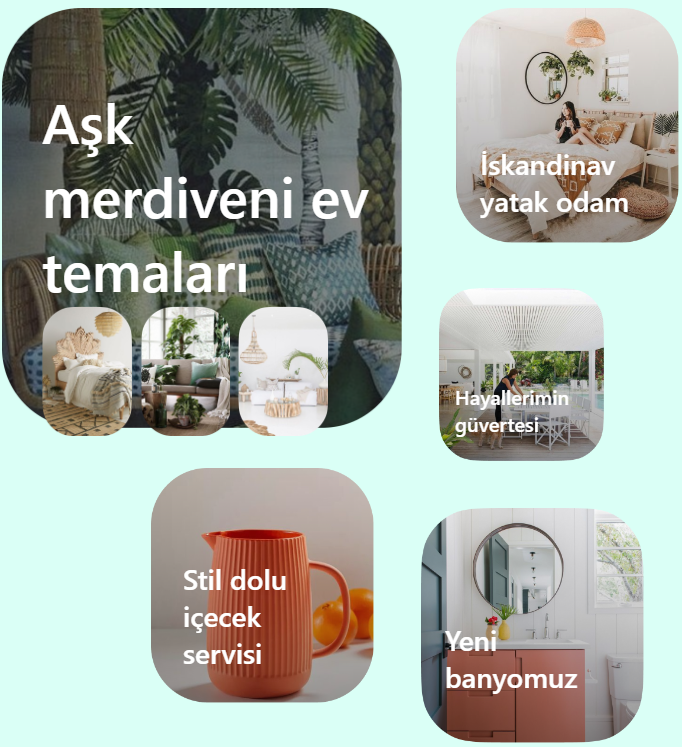 Aşk
merdiveni ev
temaları
İskandinav
yatak odam
Hayallerimin
güvertesi
Stil dolu
içecek
servisi
Yeni
banyomuz